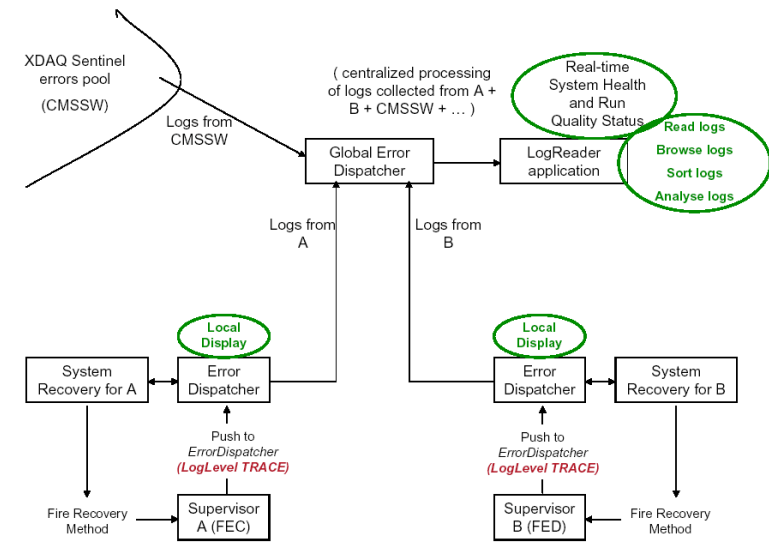 XDAQ Sentinel
errors pool
(CMSSW)
Logs from
CMSSW
( centralized processing
of logs collected from A +
B + CMSSW + ... )
Real-time
System Health
and Run
Quality Status
Read logs
Browse logs
Sort logs
Analyse logs
Global Error
Dispatcher
LogReader
application
Logs from
A
Logs from
B
Local
Display
System
Recovery for A
Error
Dispatcher
Push to
ErrorDispatcher
(LogLevel TRACE)
Fire Recovery
Method
Supervisor
A (FEC)
Local
Display
Error
Dispatcher
System
Recovery for B
Push to
ErrorDispatcher
(LogLevel TRACE)
Supervisor
B (FED)
Fire Recovery
Method